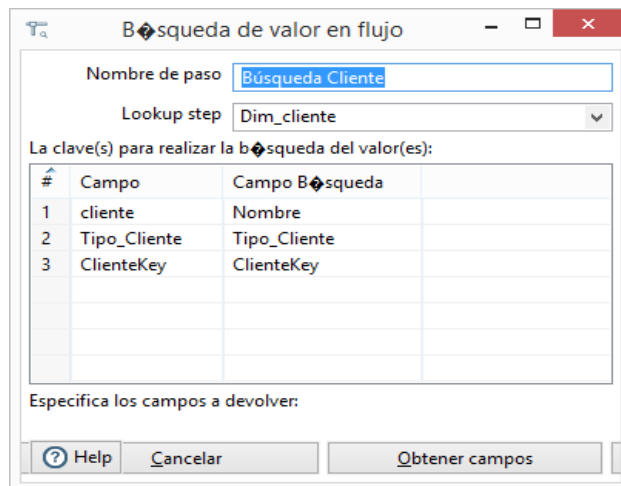 B�squeda de valor en flujo
Nombre de paso Búsqueda Cliente
Lookup step Dim_cliente
La clave(s) para realizar la b�squeda del valor(es):
# Campo Campo B�squeda
1 cliente Nombre
2 Tipo_Cliente Tipo_Cliente
3 ClienteKey ClienteKey
Especifica los campos a devolver:
Help Cancelar Obtener campos